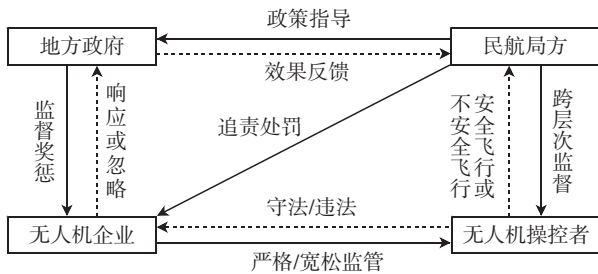 政策指导
地方政府
民航局方
效果反馈
监督奖惩
响应或忽略
追责处罚
安全飞行或
不安全飞行
跨层次监督
守法/违法
无人机企业
无人机操控者
严格/宽松监管